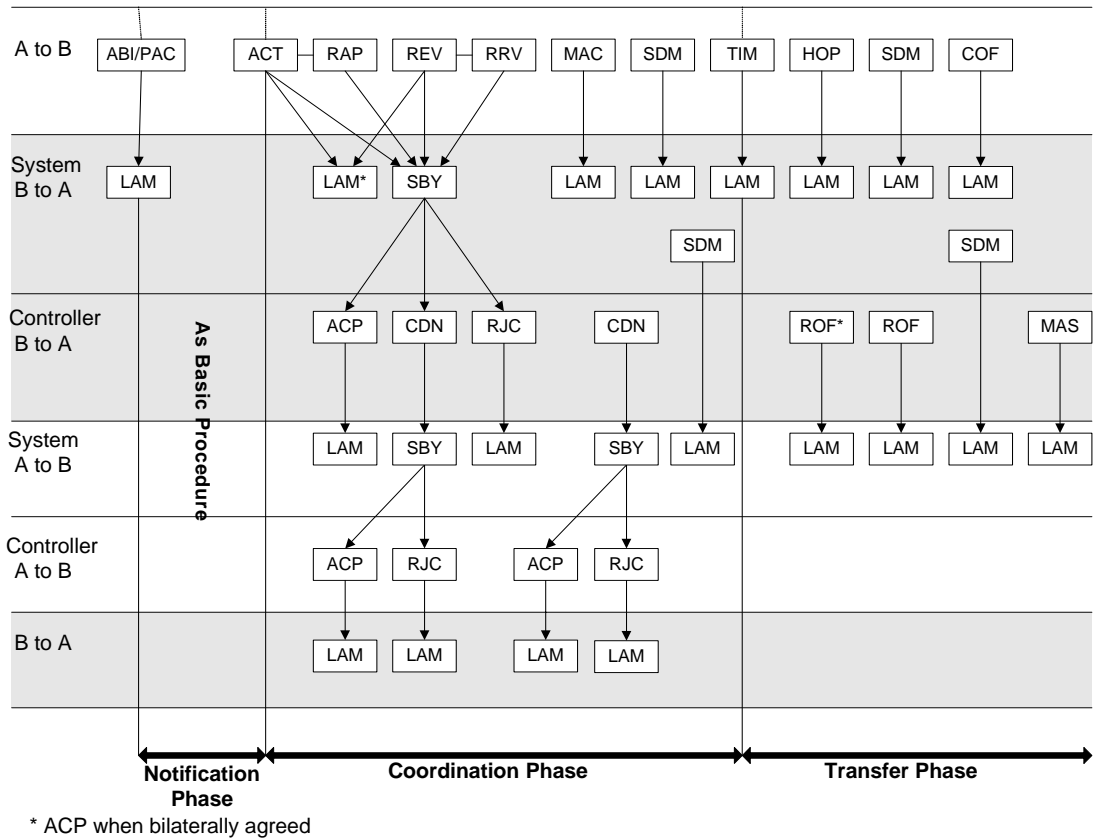 A to B
ABI/PAC ACT RAP REV RRV MAC SDM TIM HOP SDM COF
System
B to A
LAM LAM* SBY LAM LAM LAM LAM LAM LAM
SDM SDM
Controller
B to A
ACP CDN RJC CDN ROF* ROF MAS
As Basic Procedure
System
A to B
LAM SBY LAM SBY LAM LAM LAM LAM LAM
Controller
A to B
ACP RJC ACP RJC
B to A
LAM LAM LAM LAM
Notification
Phase
Coordination Phase
Transfer Phase
* ACP when bilaterally agreed